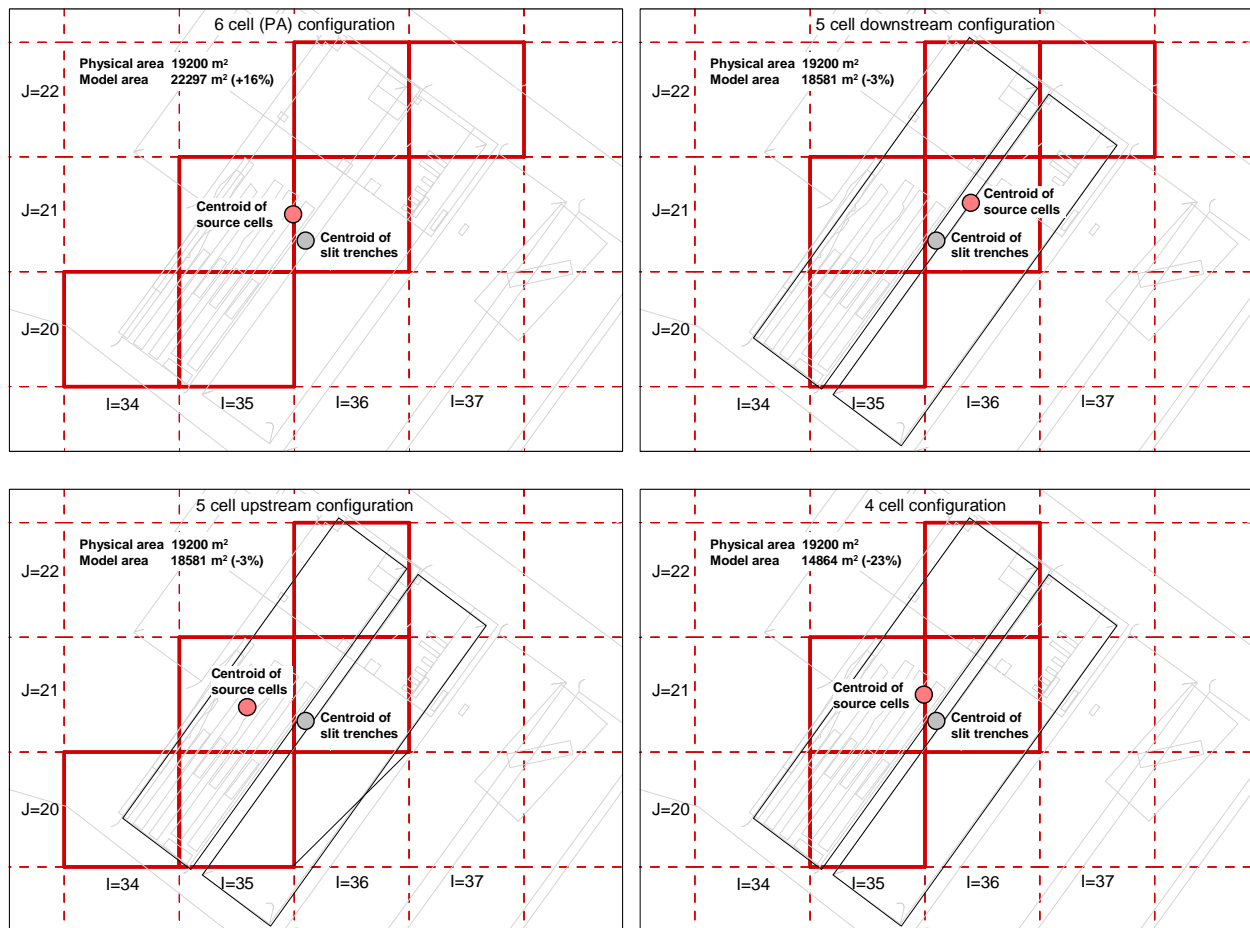 6 cell (PA) configuration
Physical area 19200 m²
Model area 22297 m² (+16%)
J=22
J=21
Centroid of
source cells
Centroid of
slit trenches
J=20
I=34
I=35
I=36
I=37
5 cell downstream configuration
Physical area 19200 m²
Model area 18581 m² (-3%)
J=22
J=21
Centroid of
source cells
Centroid of
slit trenches
J=20
I=34
I=35
I=36
I=37
5 cell upstream configuration
Physical area 19200 m²
Model area 18581 m² (-3%)
J=22
J=21
Centroid of
source cells
Centroid of
slit trenches
J=20
I=34
I=35
I=36
I=37
4 cell configuration
Physical area 19200 m²
Model area 14864 m² (-23%)
J=22
J=21
Centroid of
source cells
Centroid of
slit trenches
J=20
I=34
I=35
I=36
I=37